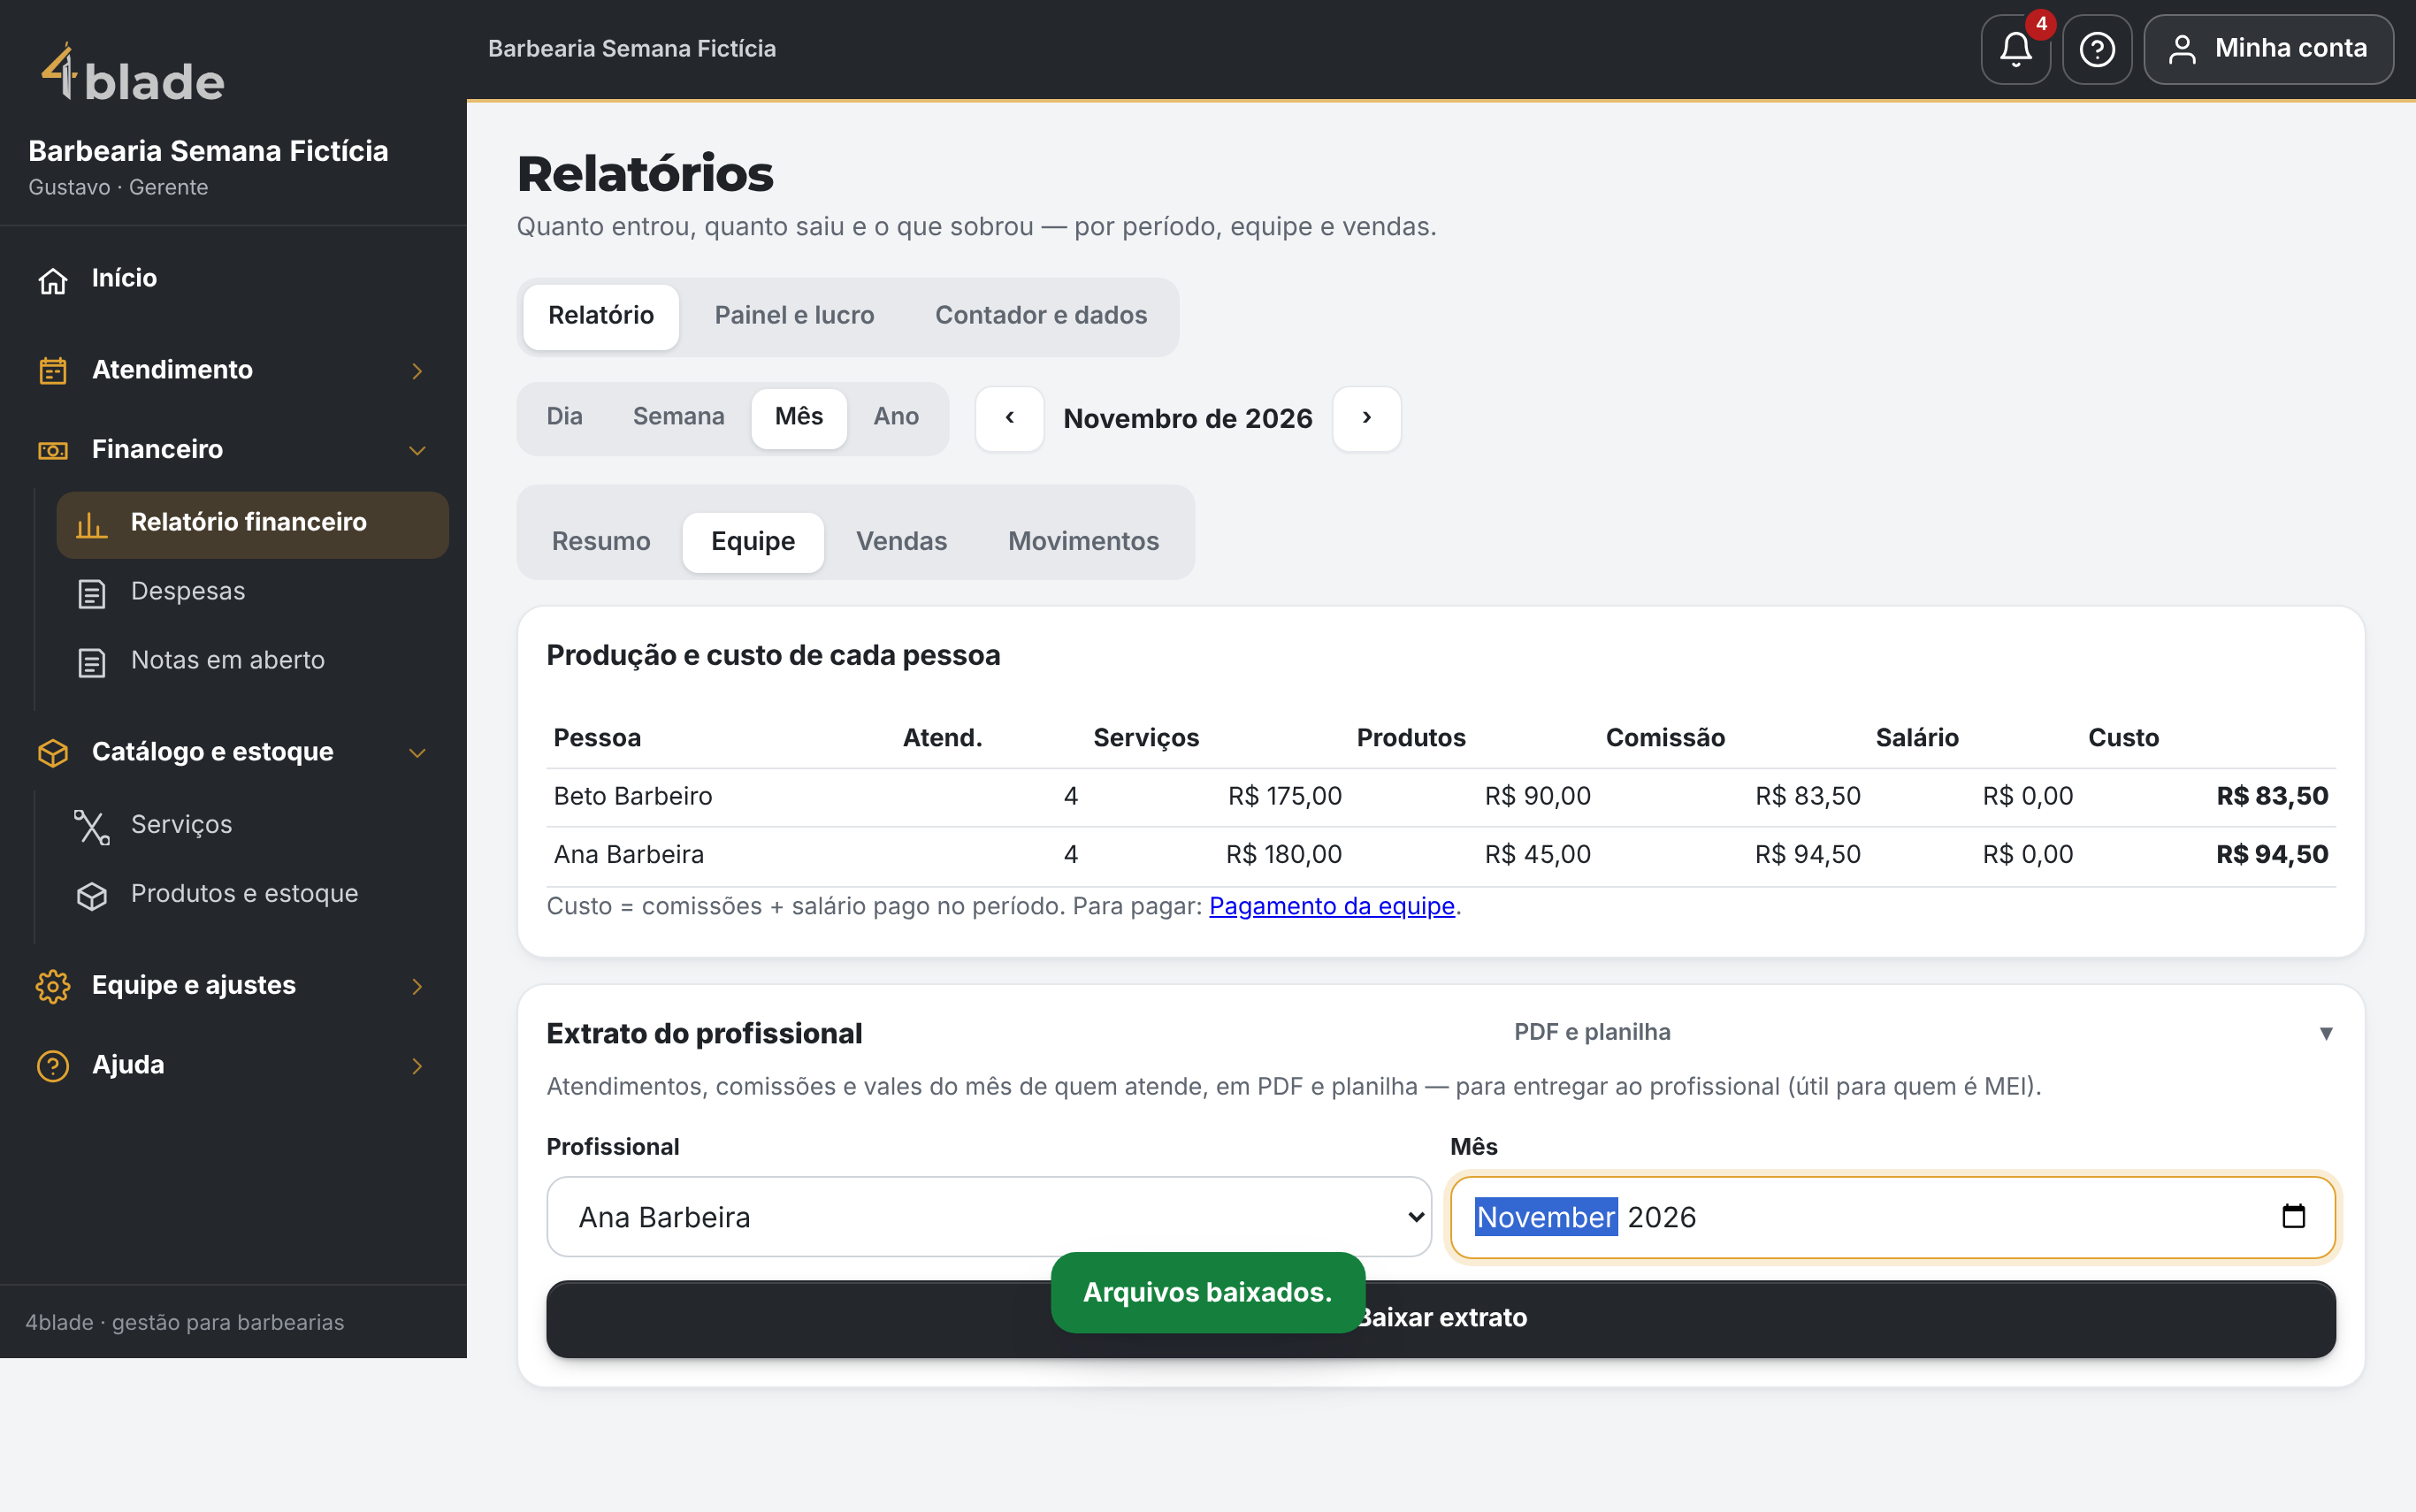 4blade
Barbearia Semana Fictícia
Gustavo · Gerente
Início
Atendimento
Financeiro
Relatório financeiro
Despesas
Notas em aberto
Catálogo e estoque
Serviços
Produtos e estoque
Equipe e ajustes
Ajuda
4blade · gestão para barbearias
Barbearia Semana Fictícia
4
Minha conta
Relatórios
Quanto entrou, quanto saiu e o que sobrou — por período, equipe e vendas.
Relatório Painel e lucro Contador e dados
Dia Semana Mês Ano ‹ Novembro de 2026 ›
Resumo Equipe Vendas Movimentos
Produção e custo de cada pessoa
Pessoa Atend. Serviços Produtos Comissão Salário Custo
Beto Barbeiro 4 R$ 175,00 R$ 90,00 R$ 83,50 R$ 0,00 R$ 83,50
Ana Barbeira 4 R$ 180,00 R$ 45,00 R$ 94,50 R$ 0,00 R$ 94,50
Custo = comissões + salário pago no período. Para pagar: Pagamento da equipe.
Extrato do profissional PDF e planilha ▼
Atendimentos, comissões e vales do mês de quem atende, em PDF e planilha — para entregar ao profissional (útil para quem é MEI).
Profissional Mês
Ana Barbeira November 2026
Arquivos baixados.
Baixar extrato